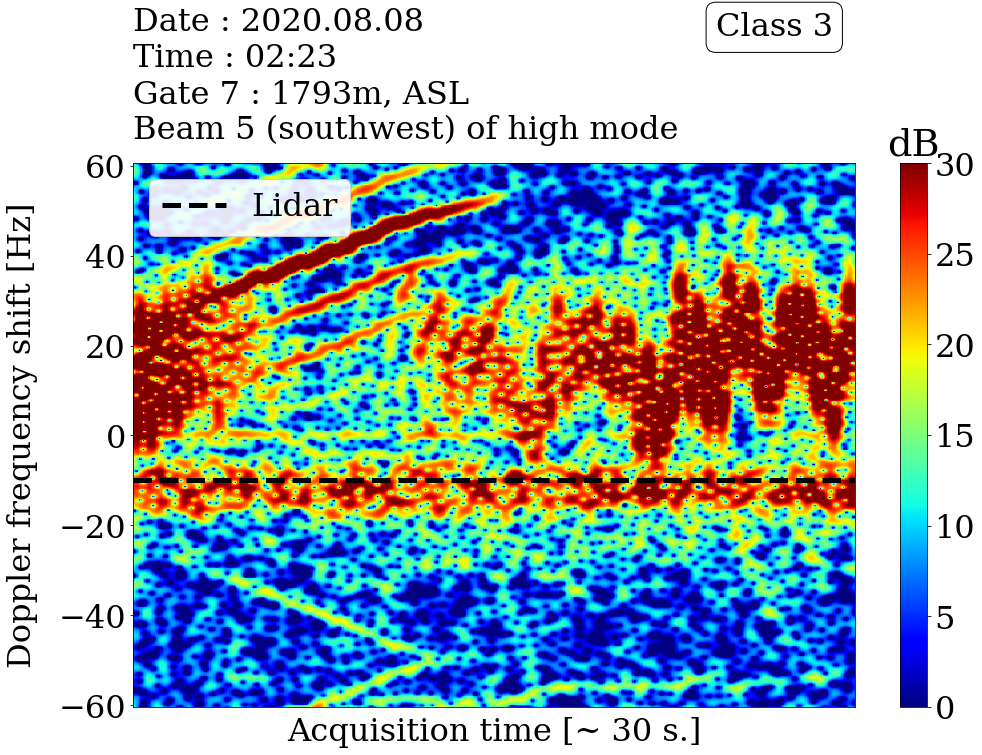 Date : 2020.08.08
Time : 02:23
Gate 7 : 1793m, ASL
Beam 5 (southwest) of high mode
Class 3
dB
Lidar
60
40
20
0
−20
−40
−60
Doppler frequency shift [Hz]
Acquisition time [~ 30 s.]
30
25
20
15
10
5
0